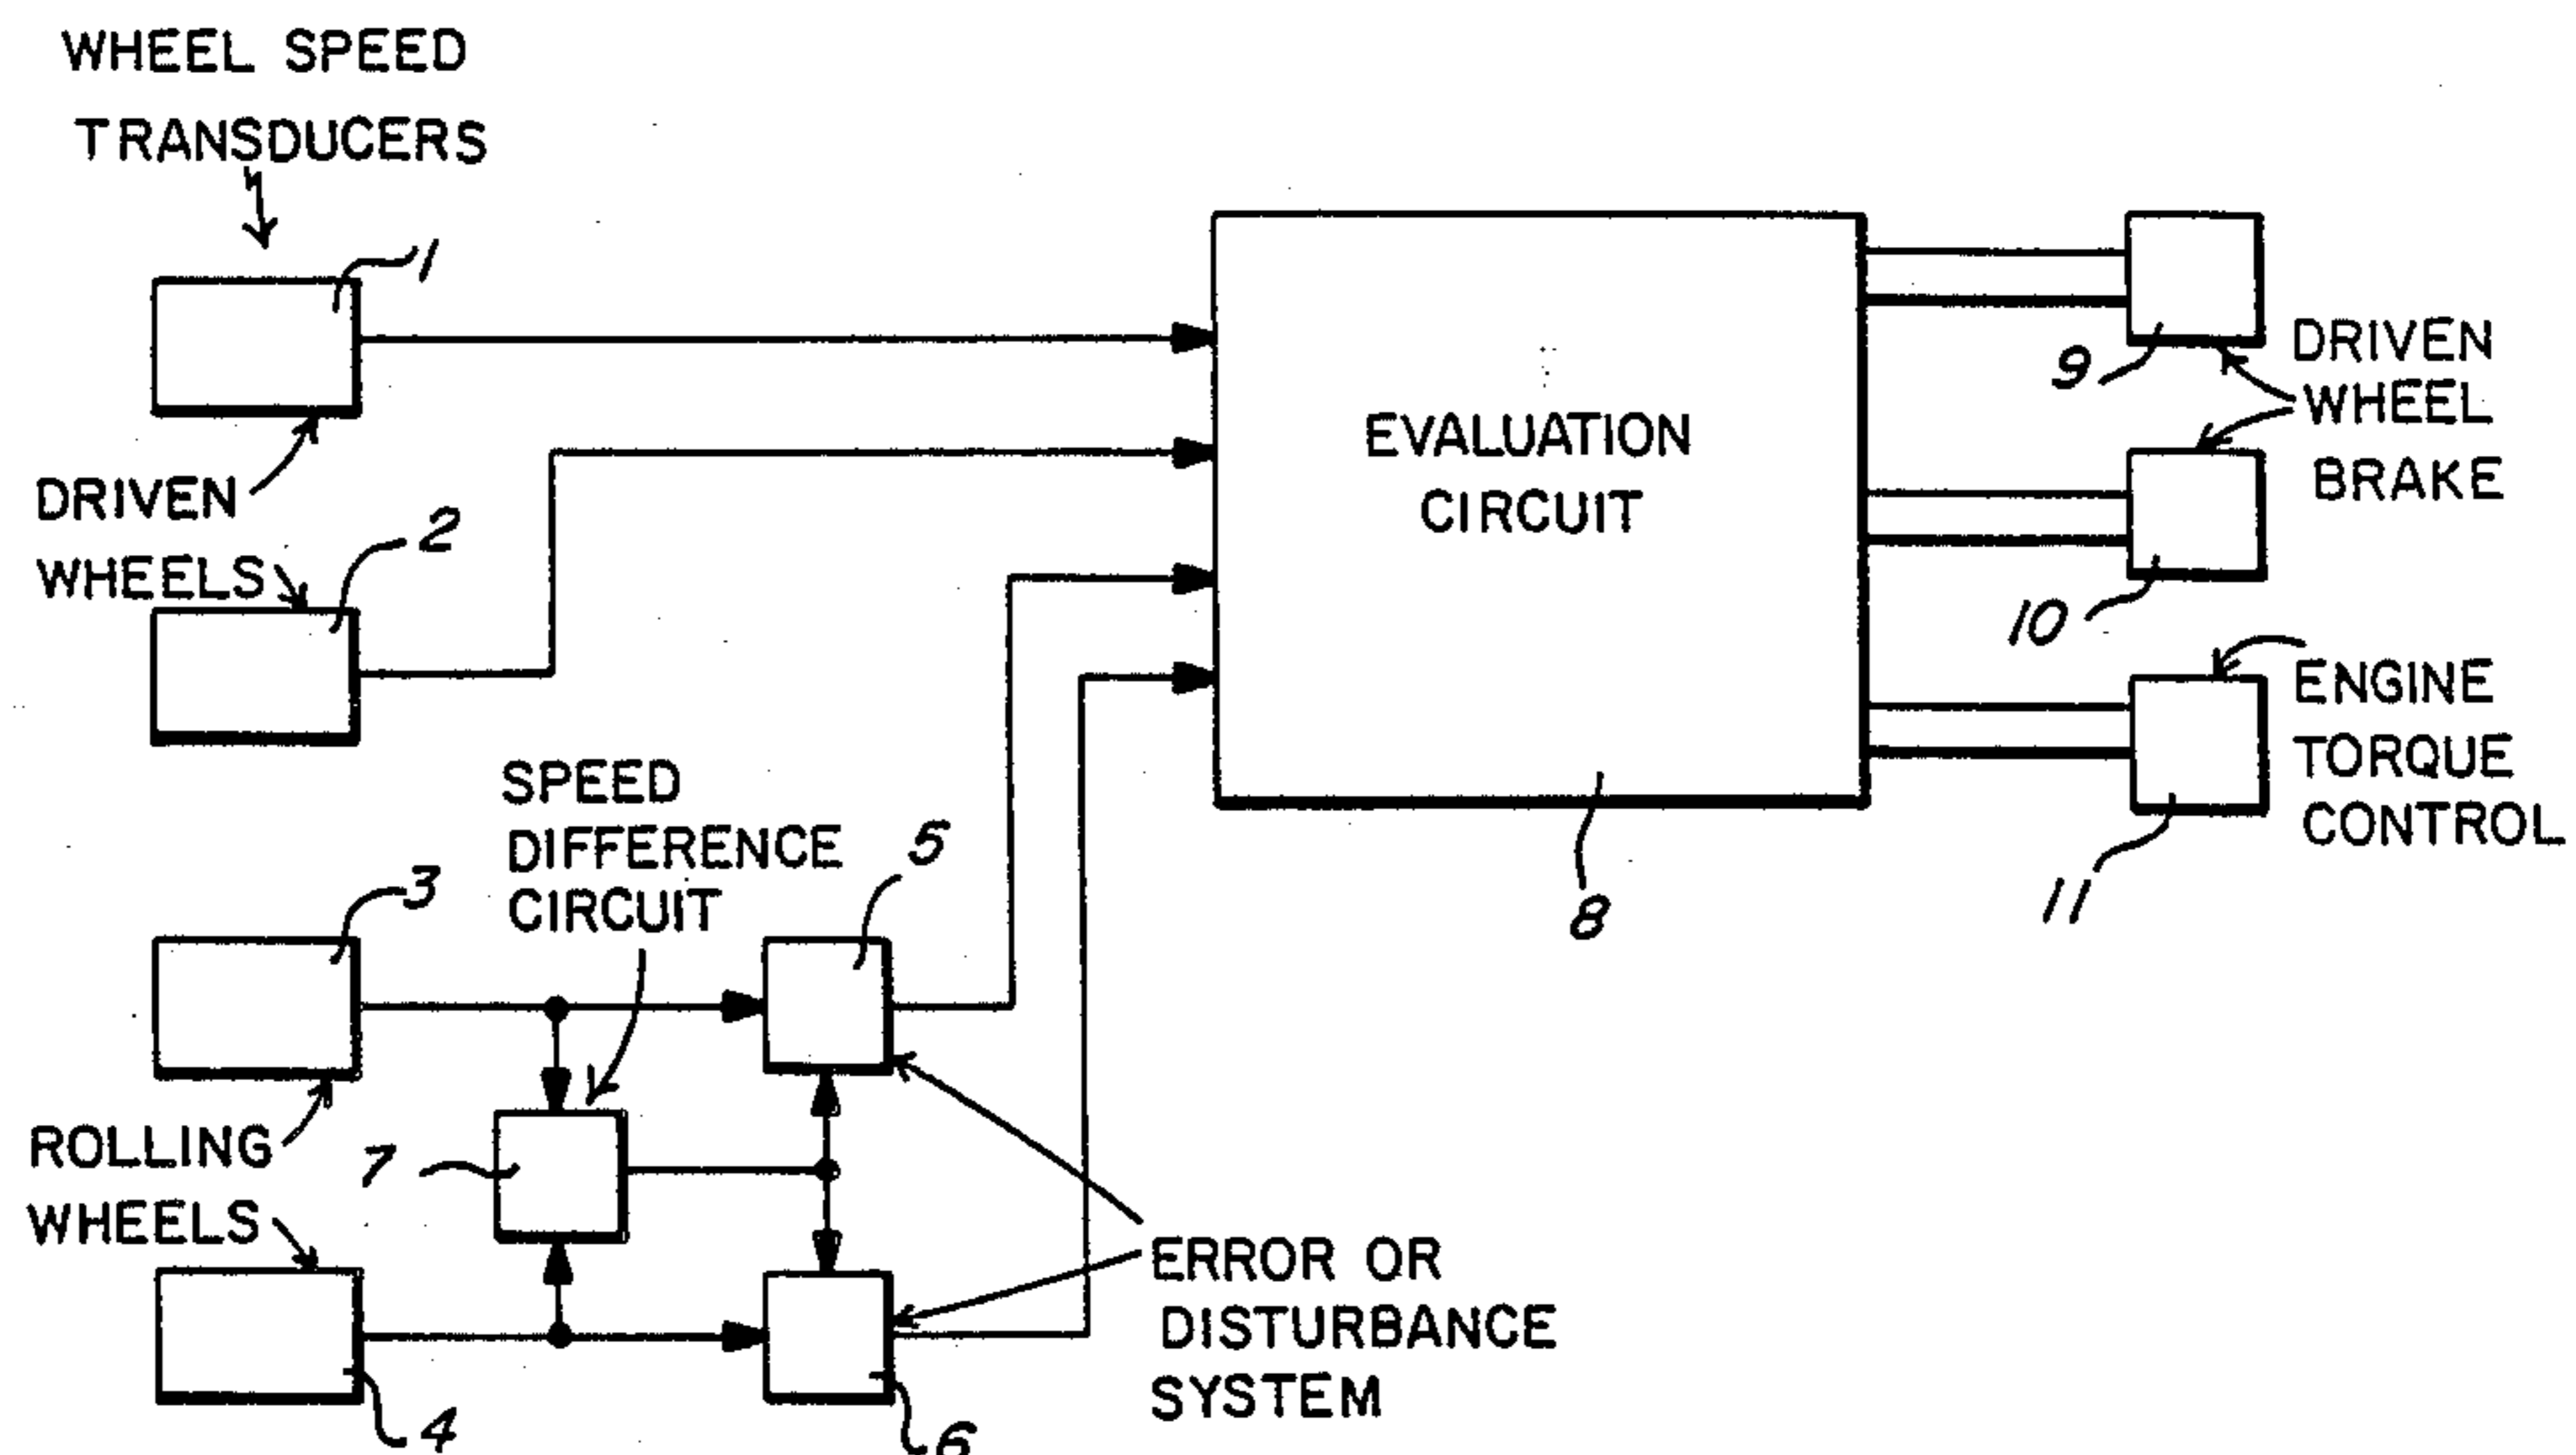 WHEEL SPEED
TRANSDUCERS
1
DRIVEN
WHEELS
2
3
ROLLING
WHEELS
4
SPEED
DIFFERENCE
CIRCUIT
7
5
6
ERROR OR
DISTURBANCE
SYSTEM
EVALUATION
CIRCUIT
8
9
DRIVEN
WHEEL
BRAKE
10
ENGINE
TORQUE
CONTROL
11